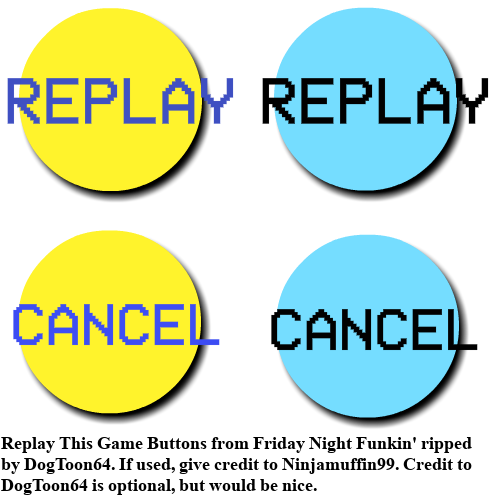 REPLAY REPLAY
CANCEL CANCEL
Replay This Game Buttons from Friday Night Funkin' ripped
by DogToon64. If used, give credit to Ninjamuffin99. Credit to
DogToon64 is optional, but would be nice.